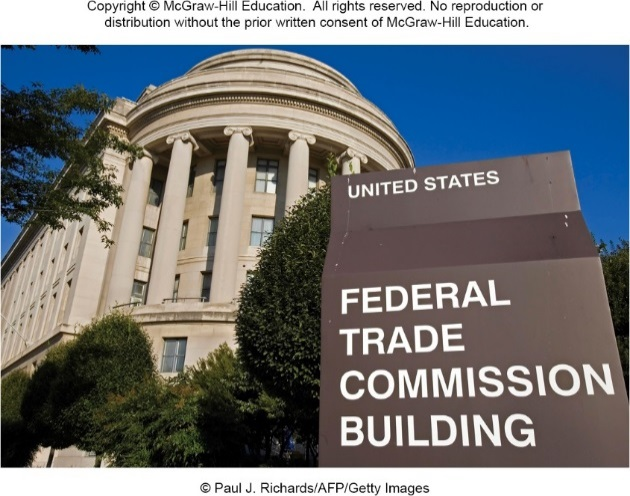 Copyright © McGraw-Hill Education.  All rights reserved. No reproduction or
distribution without the prior written consent of McGraw-Hill Education.
UNITED STATES
FEDERAL
TRADE
COMMISSION
BUILDING
© Paul J. Richards/AFP/Getty Images